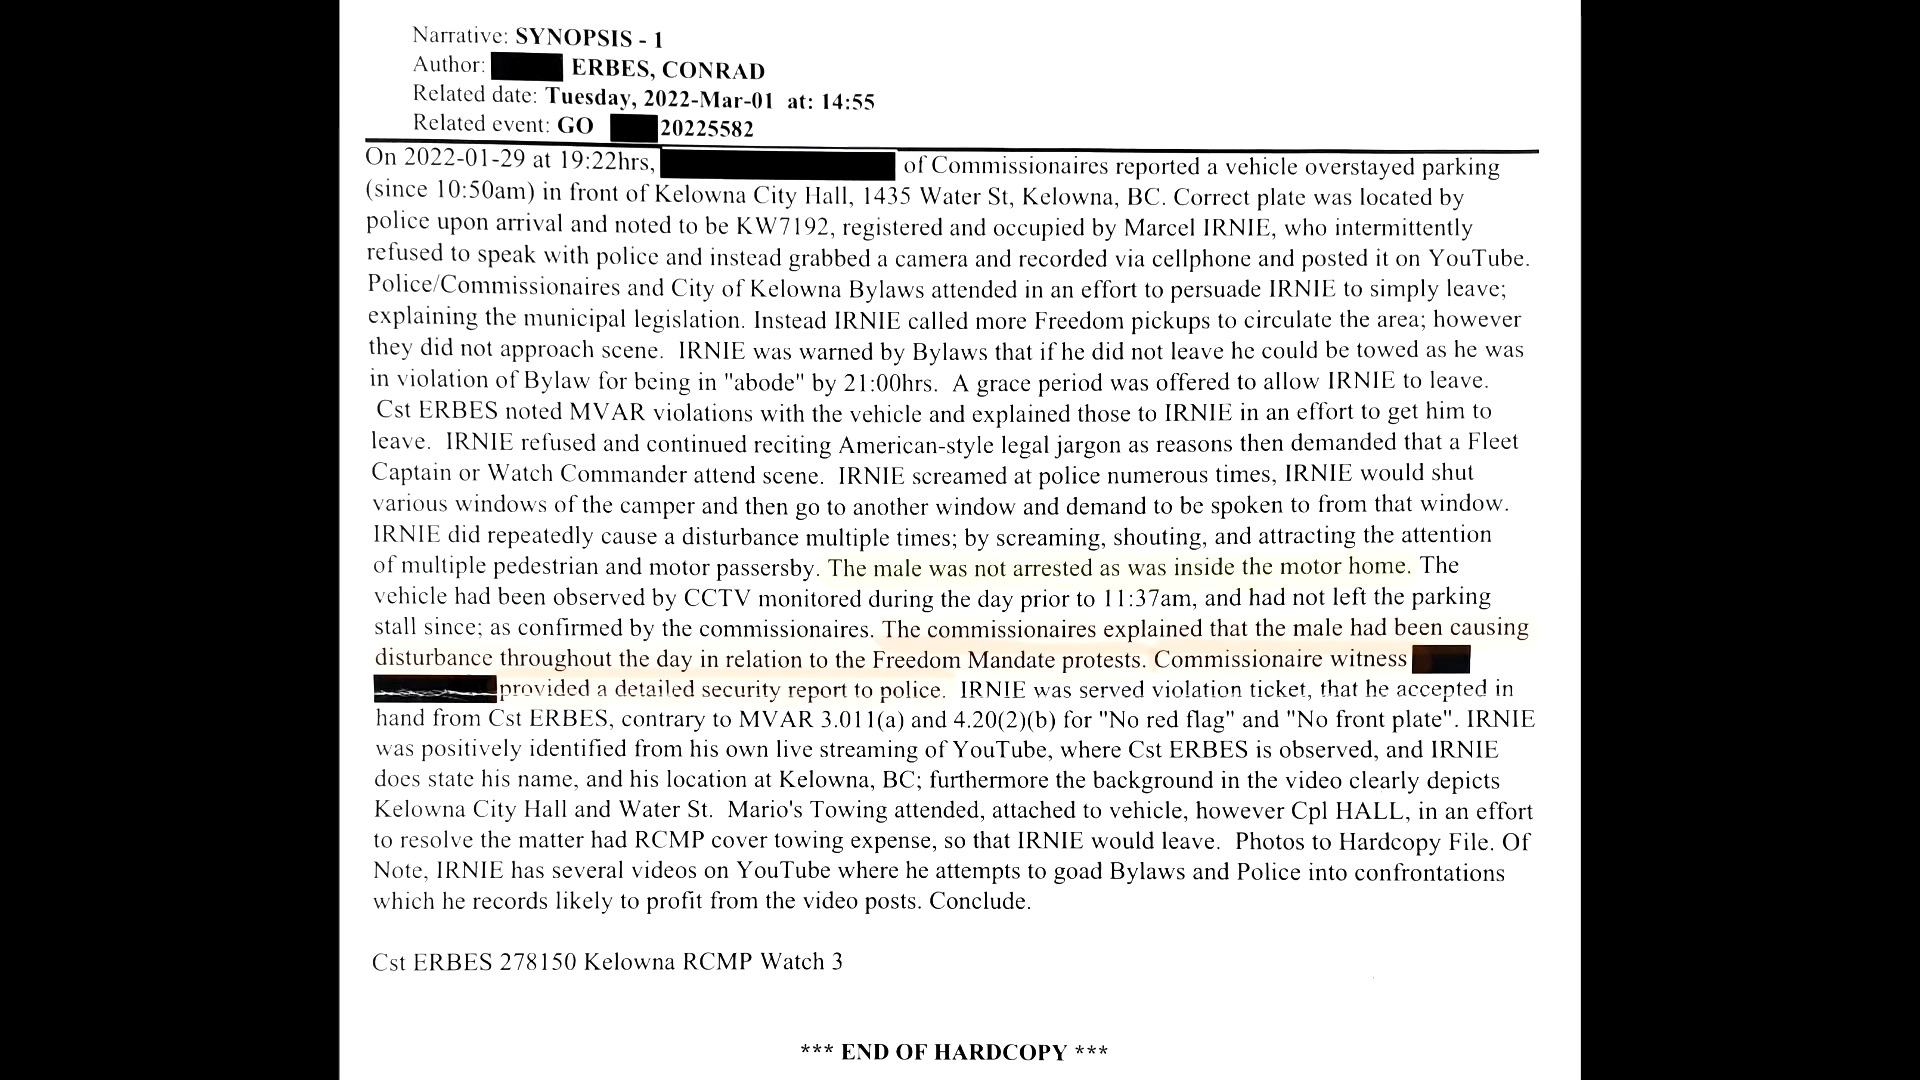 Narrative: SYNOPSIS - 1
Author: ERBES, CONRAD
Related date: Tuesday, 2022-Mar-01 at: 14:55
Related event: GO 20225582
On 2022-01-29 at 19:22hrs, of Commissionaires reported a vehicle overstayed parking
(since 10:50am) in front of Kelowna City Hall, 1435 Water St, Kelowna, BC. Correct plate was located by
police upon arrival and noted to be KW7192, registered and occupied by Marcel IRNIE, who intermittently
refused to speak with police and instead grabbed a camera and recorded via cellphone and posted it on YouTube.
Police/Commissionaires and City of Kelowna Bylaws attended in an effort to persuade IRNIE to simply leave;
explaining the municipal legislation. Instead IRNIE called more Freedom pickups to circulate the area; however
they did not approach scene. IRNIE was warned by Bylaws that if he did not leave he could be towed as he was
in violation of Bylaw for being in "abode" by 21:00hrs. A grace period was offered to allow IRNIE to leave.
Cst ERBES noted MVAR violations with the vehicle and explained those to IRNIE in an effort to get him to
leave. IRNIE refused and continued reciting American-style legal jargon as reasons then demanded that a Fleet
Captain or Watch Commander attend scene. IRNIE screamed at police numerous times, IRNIE would shut
various windows of the camper and then go to another window and demand to be spoken to from that window.
IRNIE did repeatedly cause a disturbance multiple times; by screaming, shouting, and attracting the attention
of multiple pedestrian and motor passersby. The male was not arrested as was inside the motor home. The
vehicle had been observed by CCTV monitored during the day prior to 11:37am, and had not left the parking
stall since; as confirmed by the commissionaires. The commissionaires explained that the male had been causing
disturbance throughout the day in relation to the Freedom Mandate protests. Commissionaire witness
provided a detailed security report to police. IRNIE was served violation ticket, that he accepted in
hand from Cst ERBES, contrary to MVAR 3.011(a) and 4.20(2)(b) for "No red flag" and "No front plate". IRNIE
was positively identified from his own live streaming of YouTube, where Cst ERBES is observed, and IRNIE
does state his name, and his location at Kelowna, BC; furthermore the background in the video clearly depicts
Kelowna City Hall and Water St. Mario's Towing attended, attached to vehicle, however Cpl HALL, in an effort
to resolve the matter had RCMP cover towing expense, so that IRNIE would leave. Photos to Hardcopy File. Of
Note, IRNIE has several videos on YouTube where he attempts to goad Bylaws and Police into confrontations
which he records likely to profit from the video posts. Conclude.
Cst ERBES 278150 Kelowna RCMP Watch 3
*** END OF HARDCOPY ***